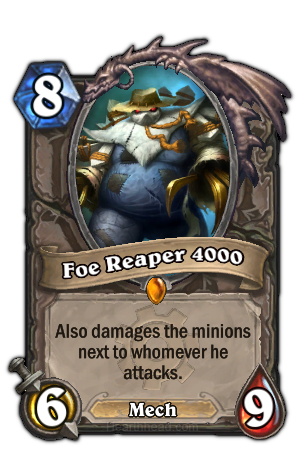 8
Foe Reaper 4000
Also damages the minions
next to whomever he
attacks.
6
Mech
9